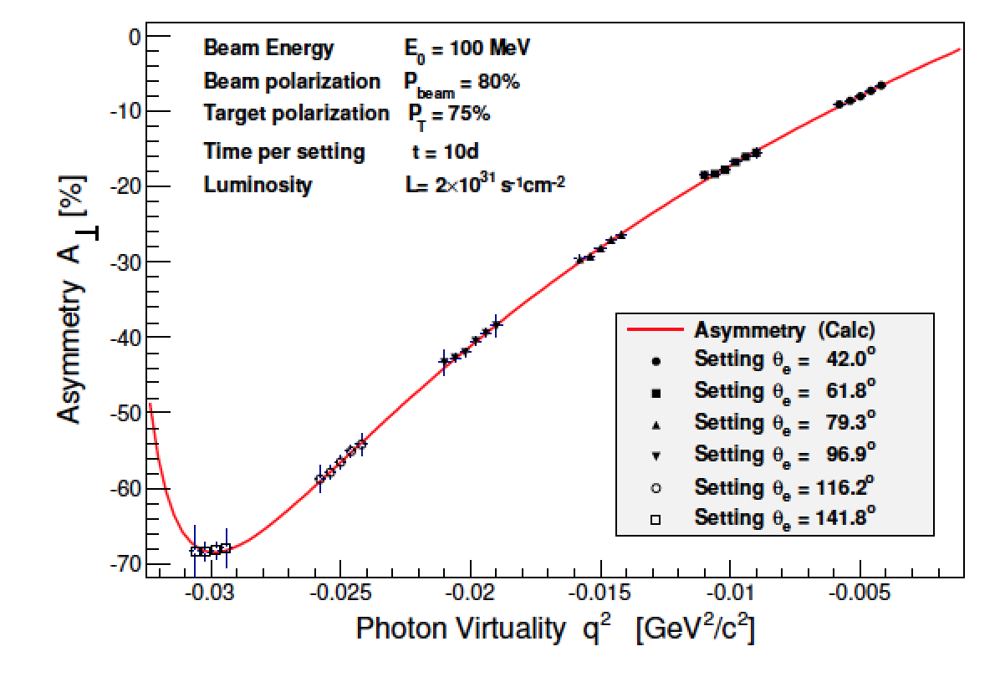 Beam Energy E0 = 100 MeV
Beam polarization Pbeam = 80%
Target polarization PT = 75%
Time per setting t = 10d
Luminosity L= 2×10³¹ s⁻¹cm⁻²
Asymmetry A⊥ [%]
0
-10
-20
-30
-40
-50
-60
-70
Asymmetry (Calc)
Setting θe = 42.0°
Setting θe = 61.8°
Setting θe = 79.3°
Setting θe = 96.9°
Setting θe = 116.2°
Setting θe = 141.8°
-0.03 -0.025 -0.02 -0.015 -0.01 -0.005
Photon Virtuality q² [GeV²/c²]